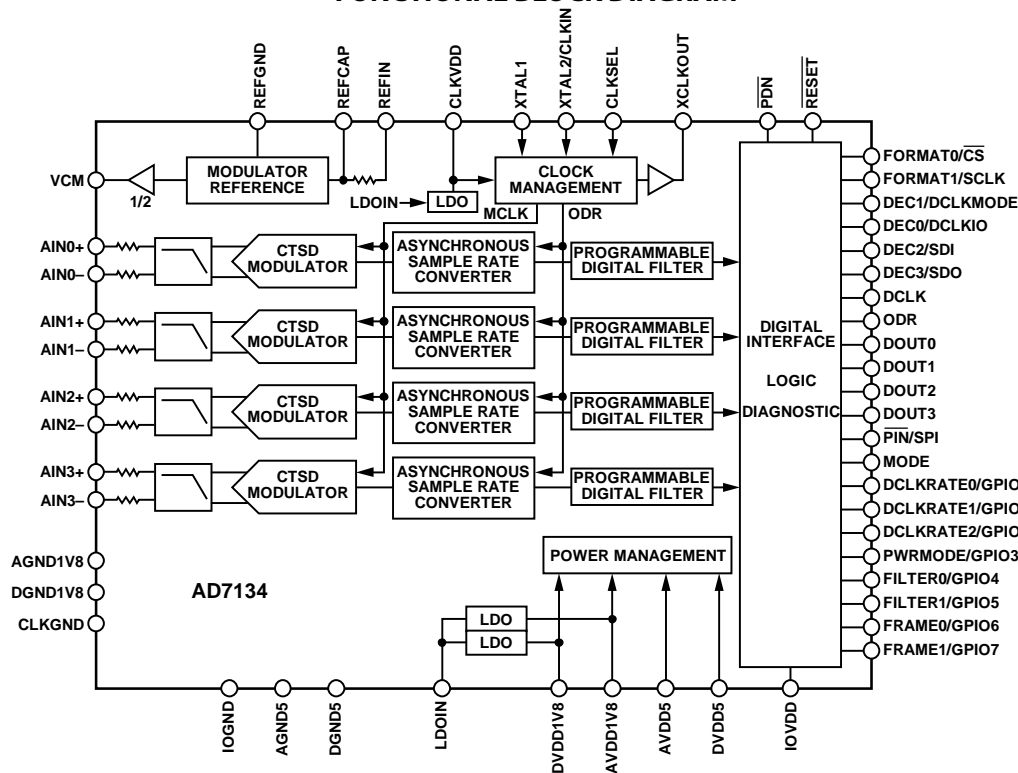 FUNCTIONAL BLOCK DIAGRAM
REFGND
REFCAP
REFIN
CLKVDD
XTAL1
XTAL2/CLKIN
CLKSEL
XCLKOUT
PDN
RESET
VCM
1/2
MODULATOR
REFERENCE
LDOIN
LDO
CLOCK
MANAGEMENT
MCLK
ODR
AIN0+
AIN0–
CTSD
MODULATOR
ASYNCHRONOUS
SAMPLE RATE
CONVERTER
PROGRAMMABLE
DIGITAL FILTER
AIN1+
AIN1–
CTSD
MODULATOR
ASYNCHRONOUS
SAMPLE RATE
CONVERTER
PROGRAMMABLE
DIGITAL FILTER
AIN2+
AIN2–
CTSD
MODULATOR
ASYNCHRONOUS
SAMPLE RATE
CONVERTER
PROGRAMMABLE
DIGITAL FILTER
AIN3+
AIN3–
CTSD
MODULATOR
ASYNCHRONOUS
SAMPLE RATE
CONVERTER
PROGRAMMABLE
DIGITAL FILTER
DIGITAL
INTERFACE
LOGIC
DIAGNOSTIC
FORMAT0/CS
FORMAT1/SCLK
DEC1/DCLKMODE
DEC0/DCLKIO
DEC2/SDI
DEC3/SDO
DCLK
ODR
DOUT0
DOUT1
DOUT2
DOUT3
PIN/SPI
MODE
DCLKRATE0/GPIO
DCLKRATE1/GPIO
DCLKRATE2/GPIO
PWRMODE/GPIO3
FILTER0/GPIO4
FILTER1/GPIO5
FRAME0/GPIO6
FRAME1/GPIO7
AGND1V8
DGND1V8
CLKGND
AD7134
POWER MANAGEMENT
LDO
LDO
IOGND
AGND5
DGND5
LDOIN
DVDD1V8
AVDD1V8
AVDD5
DVDD5
IOVDD